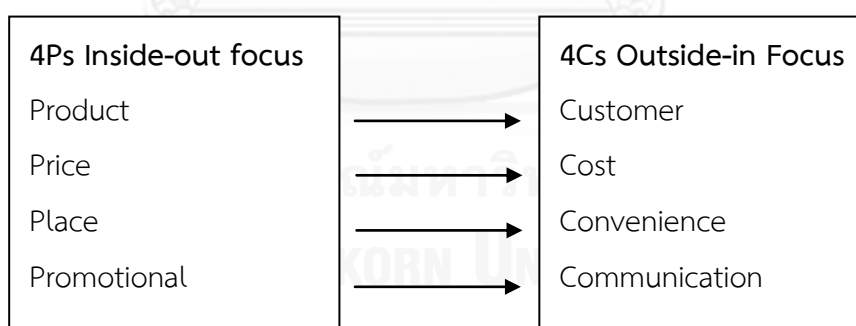 4Ps Inside-out focus
Product
Price
Place
Promotional
4Cs Outside-in Focus
Customer
Cost
Convenience
Communication